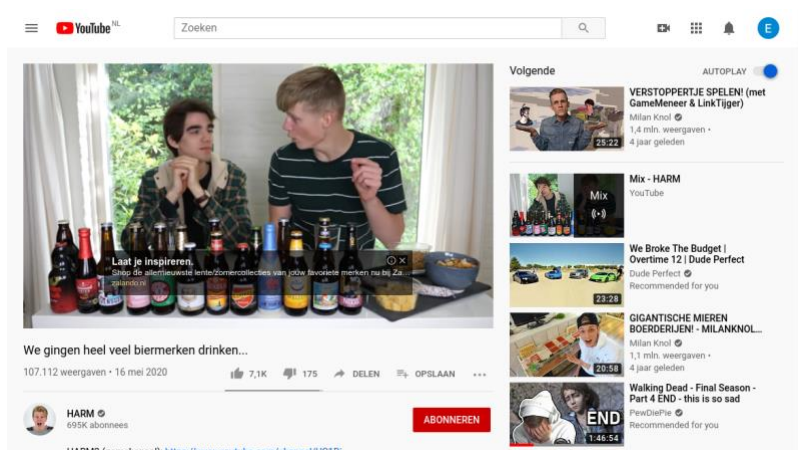 YouTube NL
Zoeken
E
Laat je inspireren.
Shop de allernieuwste lente/zomercollecties van jouw favoriete merken nu bij Za
zalando.nl
We gingen heel veel biermerken drinken...
107.112 weergaven • 16 mei 2020
7,1K
175
DELEN
OPSLAAN
HARM
695K abonnees
ABONNEREN
Volgende
AUTOPLAY
25:22
VERSTOPPERTJE SPELEN! (met
GameMeneer & LinkTijger)
Milan Knol
1,4 mln. weergaven •
4 jaar geleden
Mix
Mix - HARM
YouTube
23:28
We Broke The Budget |
Overtime 12 | Dude Perfect
Dude Perfect
Recommended for you
20:58
GIGANTISCHE MIEREN
BOERDERIJEN! - MILANKNOL...
Milan Knol
1,1 mln. weergaven •
4 jaar geleden
END
1:46:54
Walking Dead - Final Season -
Part 4 END - this is so sad
PewDiePie
Recommended for you